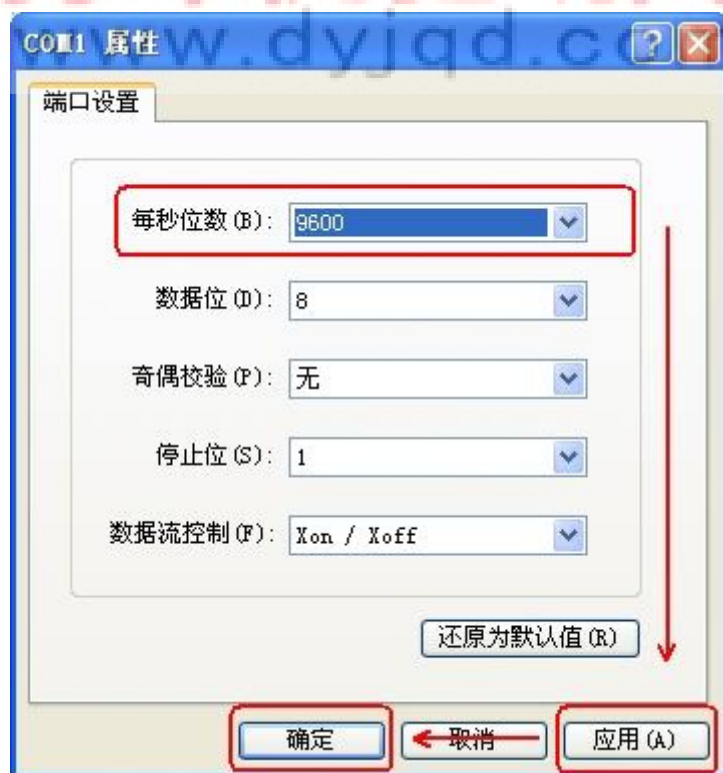 www.dyjqd.com
COM1 属性
端口设置
每秒位数(B): 9600
数据位(D): 8
奇偶校验(P): 无
停止位(S): 1
数据流控制(F): Xon / Xoff
还原为默认值(R)
确定 取消 应用(A)